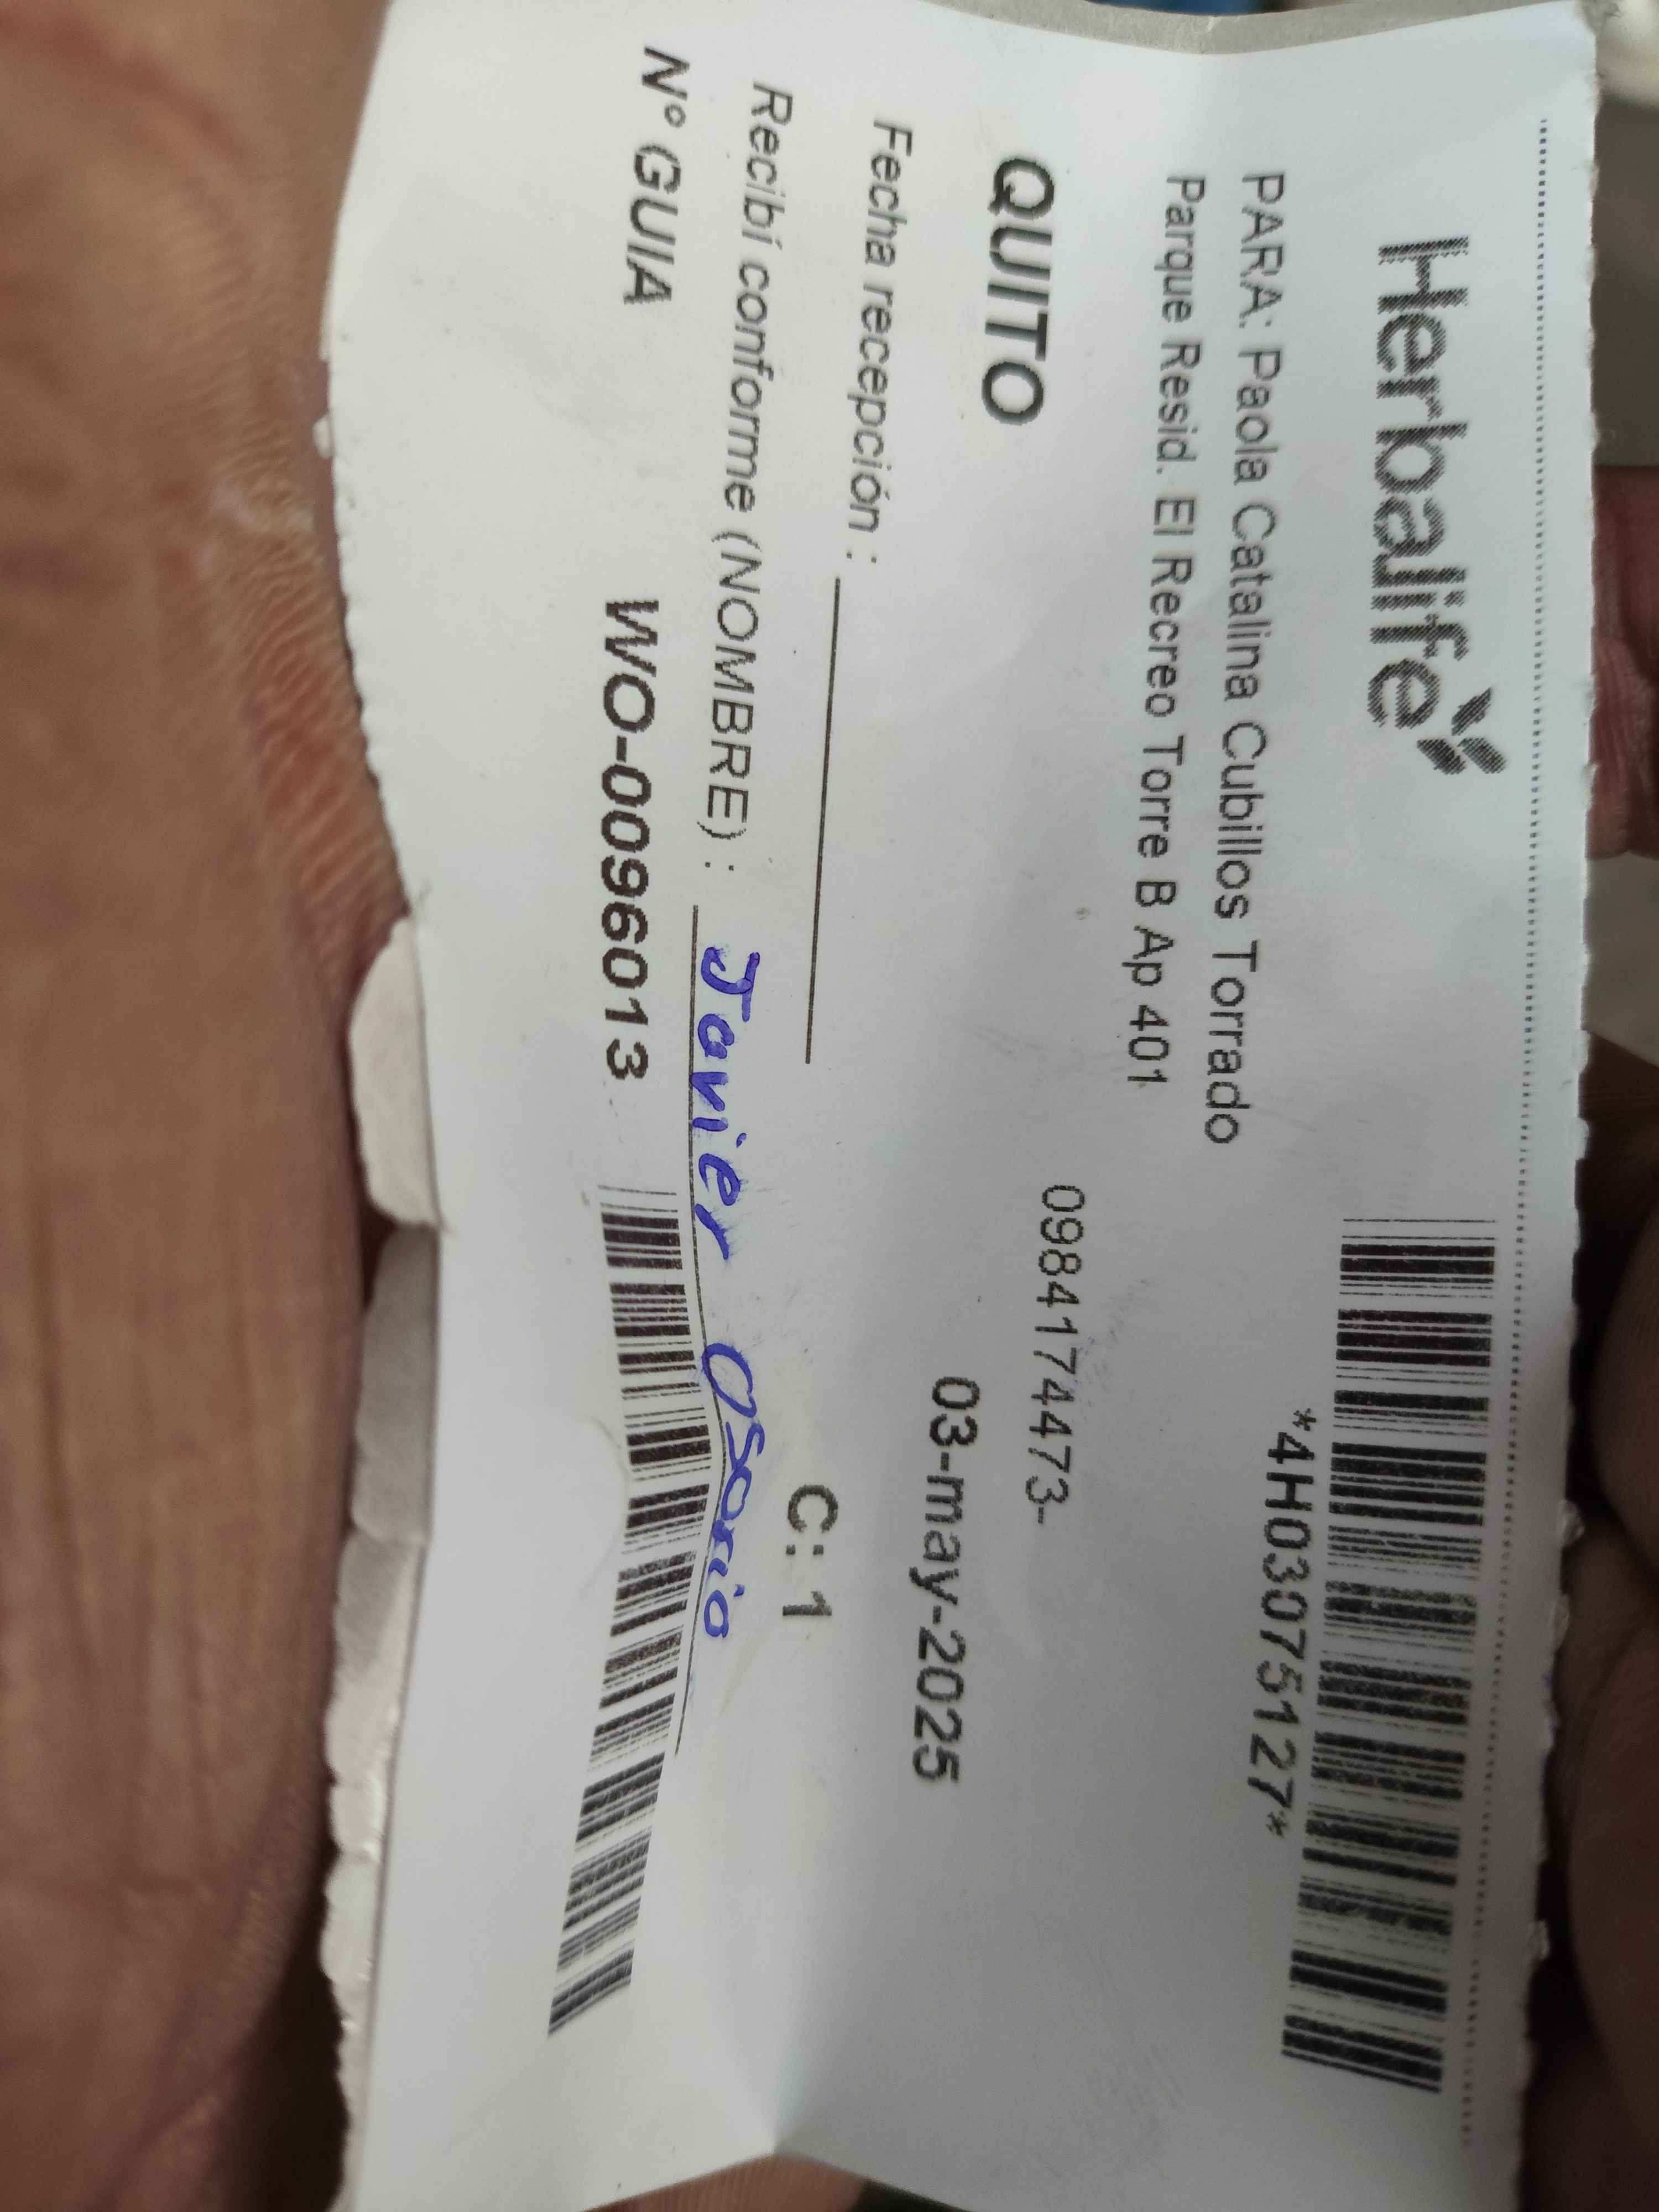 Herbalife
*4H03075127*
PARA: Paola Catalina Cubillos Torrado
Parque Resid. El Recreo Torre B Ap 401
0984174473-
QUITO
03-may-2025
Fecha recepción :
C: 1
Recibí conforme (NOMBRE) : Javier Osorio
N° GUIA WO-0096013